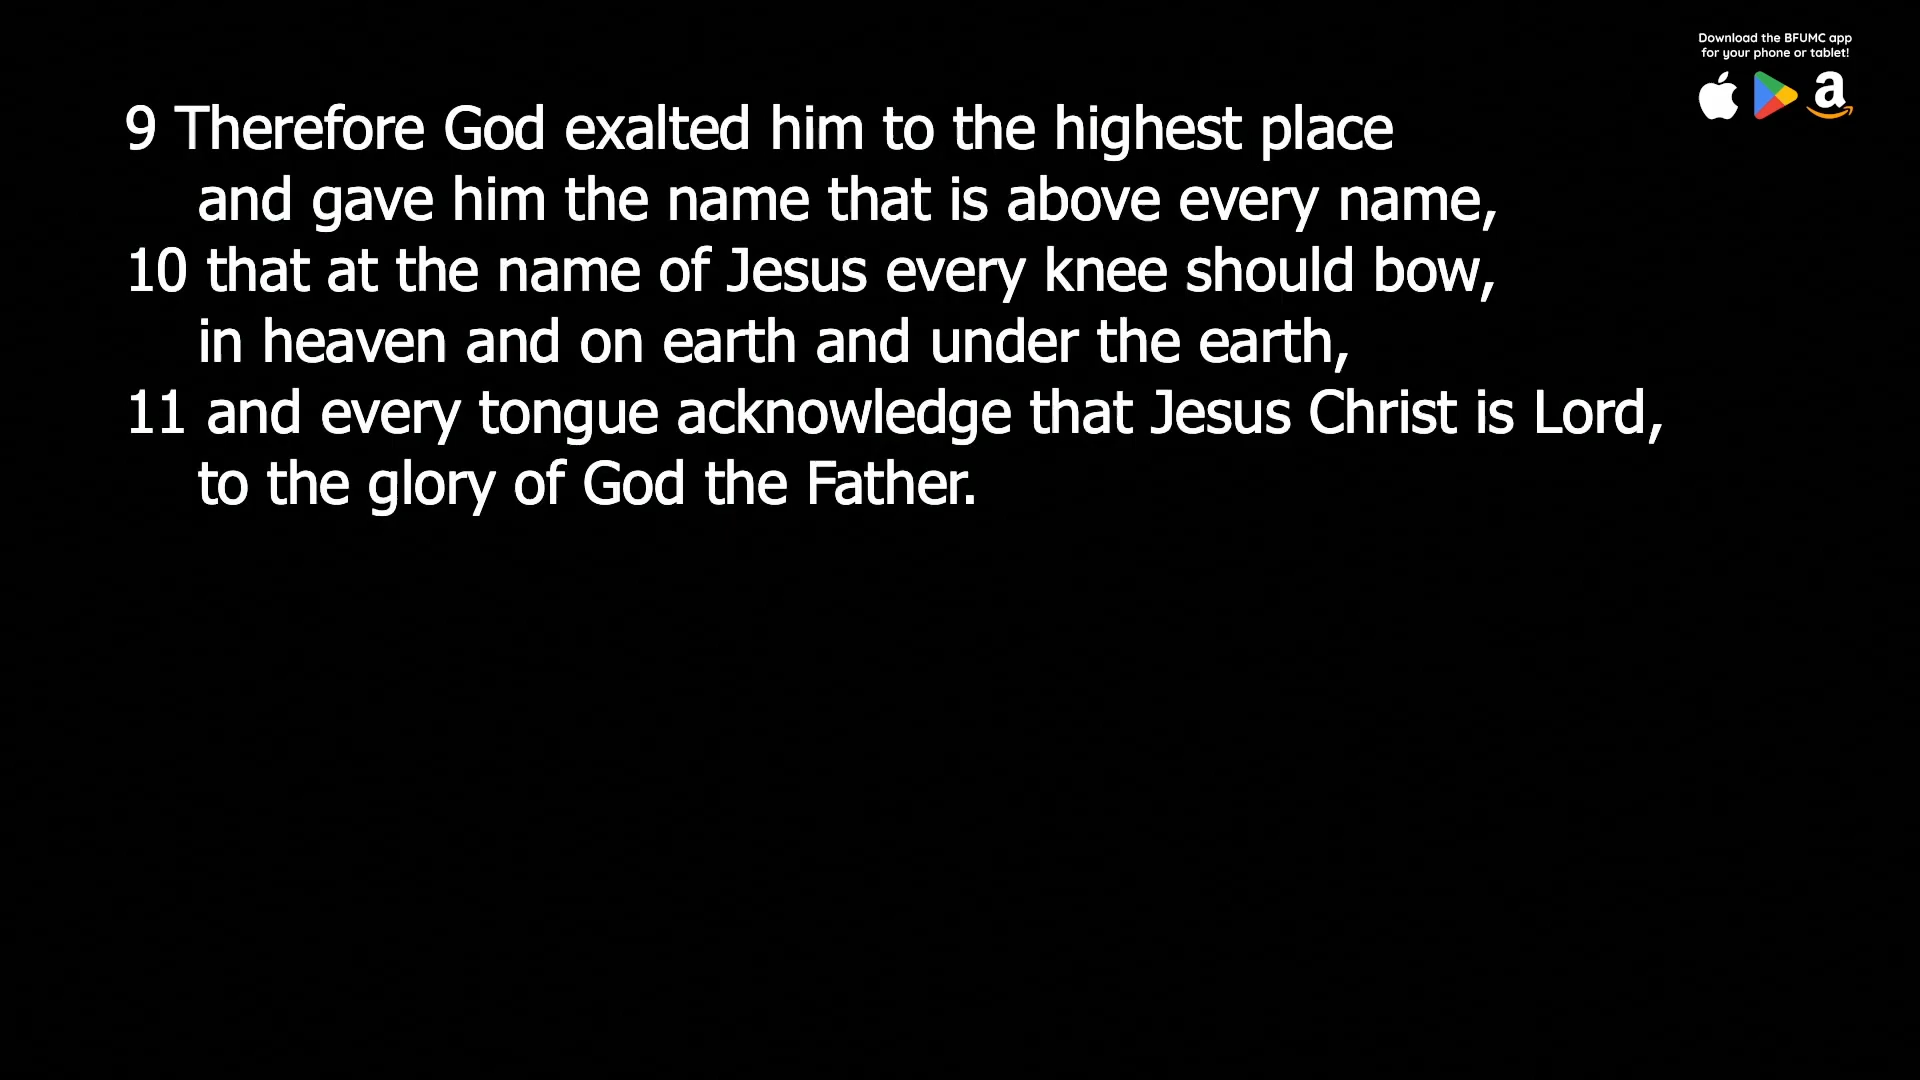 Download the BFUMC app
for your phone or tablet!
9 Therefore God exalted him to the highest place
and gave him the name that is above every name,
10 that at the name of Jesus every knee should bow,
in heaven and on earth and under the earth,
11 and every tongue acknowledge that Jesus Christ is Lord,
to the glory of God the Father.